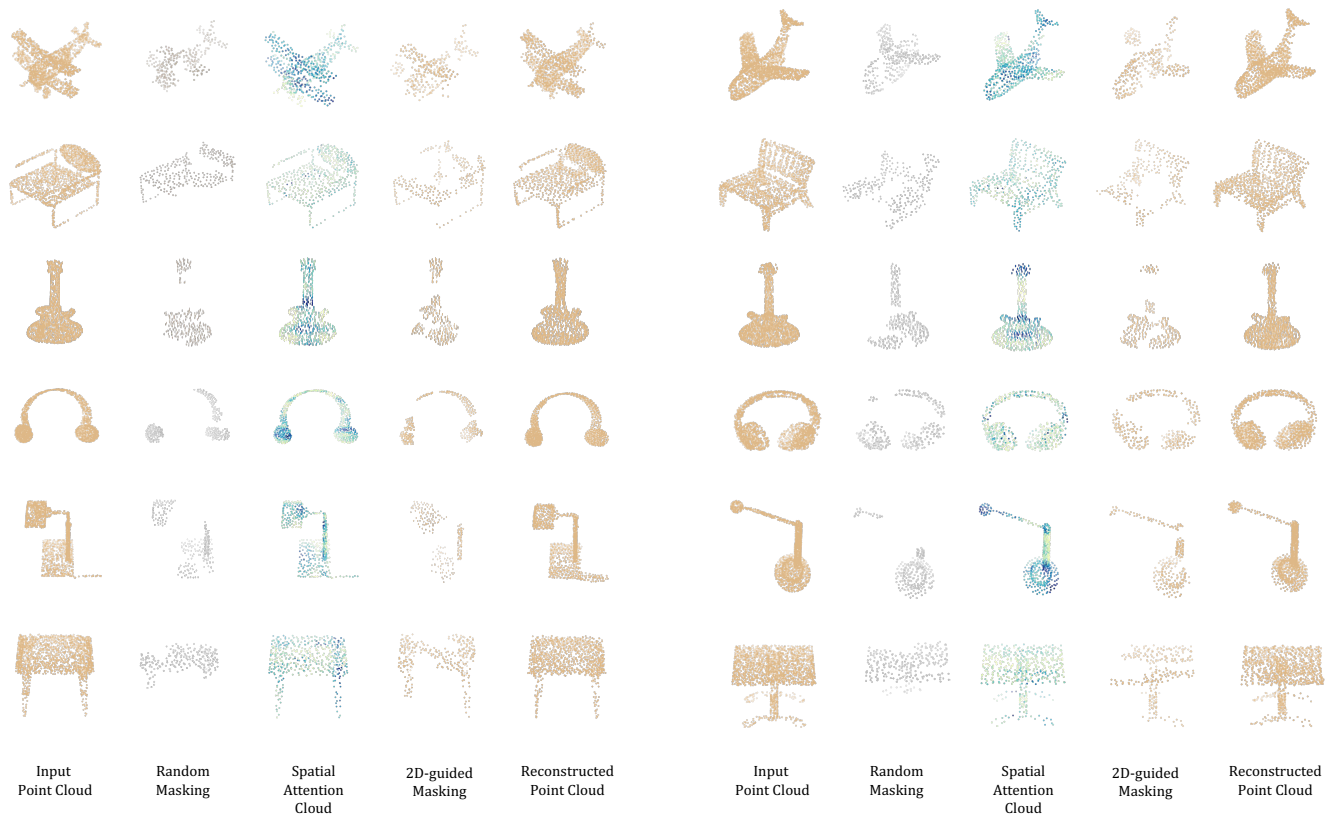 Input
Point Cloud
Random
Masking
Spatial
Attention
Cloud
2D-guided
Masking
Reconstructed
Point Cloud
Input
Point Cloud
Random
Masking
Spatial
Attention
Cloud
2D-guided
Masking
Reconstructed
Point Cloud